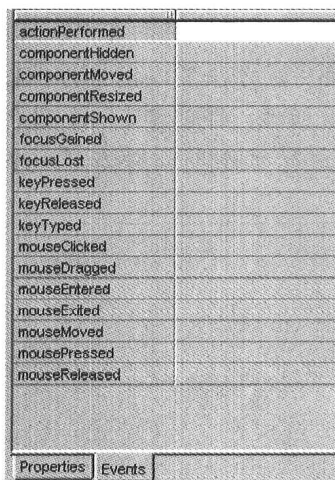 actionPerformed
componentHidden
componentMoved
componentResized
componentShown
focusGained
focusLost
keyPressed
keyReleased
keyTyped
mouseClicked
mouseDragged
mouseEntered
mouseExited
mouseMoved
mousePressed
mouseReleased
Properties Events